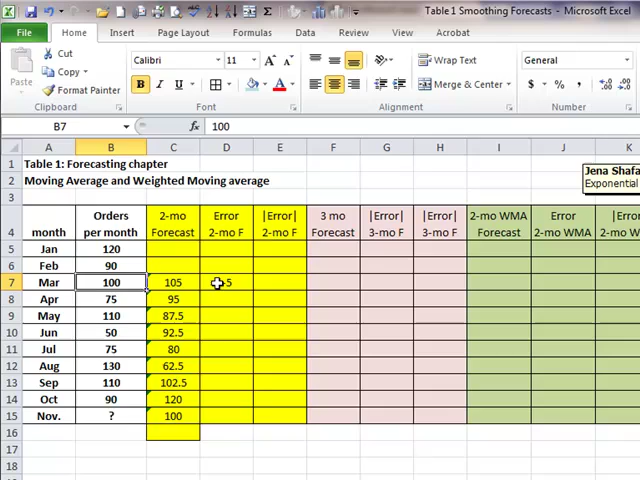 Table 1 Smoothing Forecasts - Microsoft Excel
File Home Insert Page Layout Formulas Data Review View Acrobat
Cut
Copy
Format Painter
Paste
Clipboard
Calibri 11
B I U
Font
Wrap Text
Merge & Center
Alignment
General
$ % ,
Number
B7 fx 100
A B C D E F G H I J K
1 Table 1: Forecasting chapter
2 Moving Average and Weighted Moving average
Jena Shafa
Exponential
3
4 month Orders per month 2-mo Forecast Error 2-mo F |Error| 2-mo F 3 mo Forecast |Error| 3-mo F |Error| 3-mo F 2-mo WMA Forecast Error 2-mo WMA |Error 2-mo W
5 Jan 120
6 Feb 90
7 Mar 100 105 5
8 Apr 75 95
9 May 110 87.5
10 Jun 50 92.5
11 Jul 75 80
12 Aug 130 62.5
13 Sep 110 102.5
14 Oct 90 120
15 Nov. ? 100
16
17
18